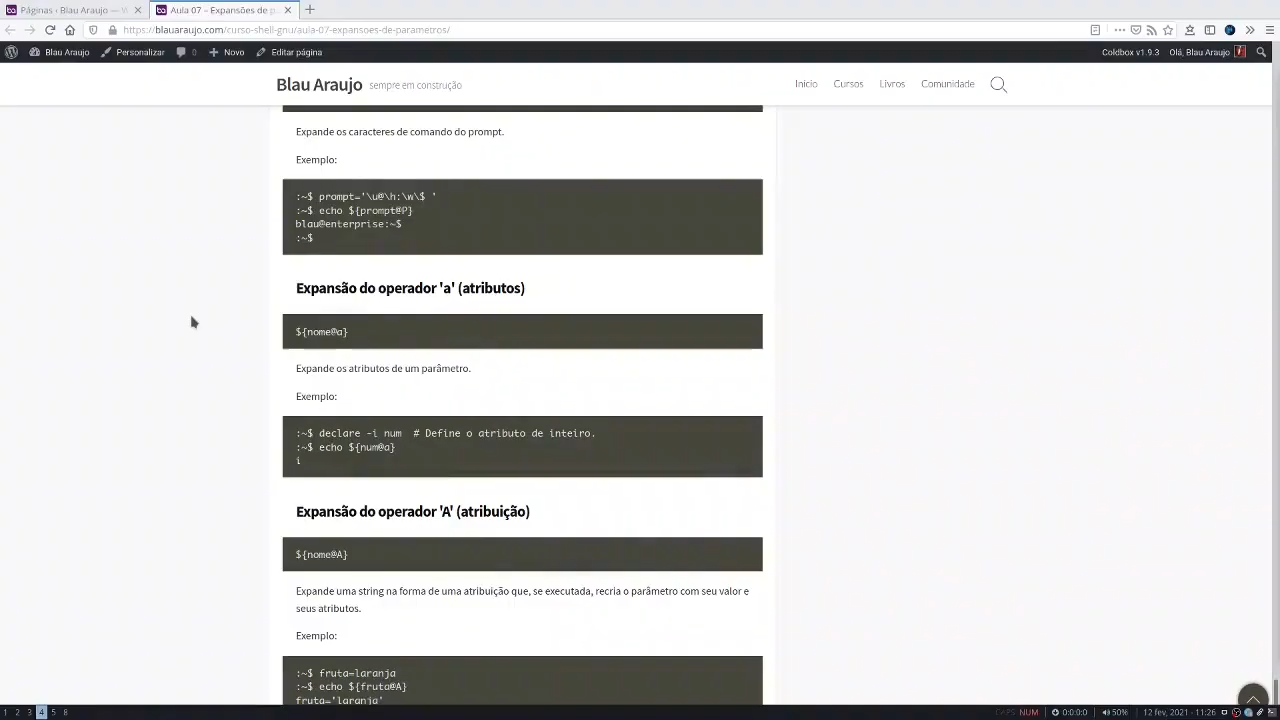 Páginas ‹ Blau Araujo — W
Aula 07 – Expansões de p
https://blauaraujo.com/curso-shell-gnu/aula-07-expansoes-de-parametros/
Blau Araujo Personalizar 0 Novo Editar página Coldbox v1.9.3 Olá, Blau Araujo
Blau Araujo sempre em construção Início Cursos Livros Comunidade
Expande os caracteres de comando do prompt.
Exemplo:
:~$ prompt='\u@\h:\w\$ '
:~$ echo ${prompt@P}
blau@enterprise:~$
:~$
Expansão do operador 'a' (atributos)
${nome@a}
Expande os atributos de um parâmetro.
Exemplo:
:~$ declare -i num # Define o atributo de inteiro.
:~$ echo ${num@a}
i
Expansão do operador 'A' (atribuição)
${nome@A}
Expande uma string na forma de uma atribuição que, se executada, recria o parâmetro com seu valor e
seus atributos.
Exemplo:
:~$ fruta=laranja
:~$ echo ${fruta@A}
fruta='laranja'
1 2 3 4 5 8 CAPS NUM 0:0:0:0 50% 12 fev, 2021 - 11:26